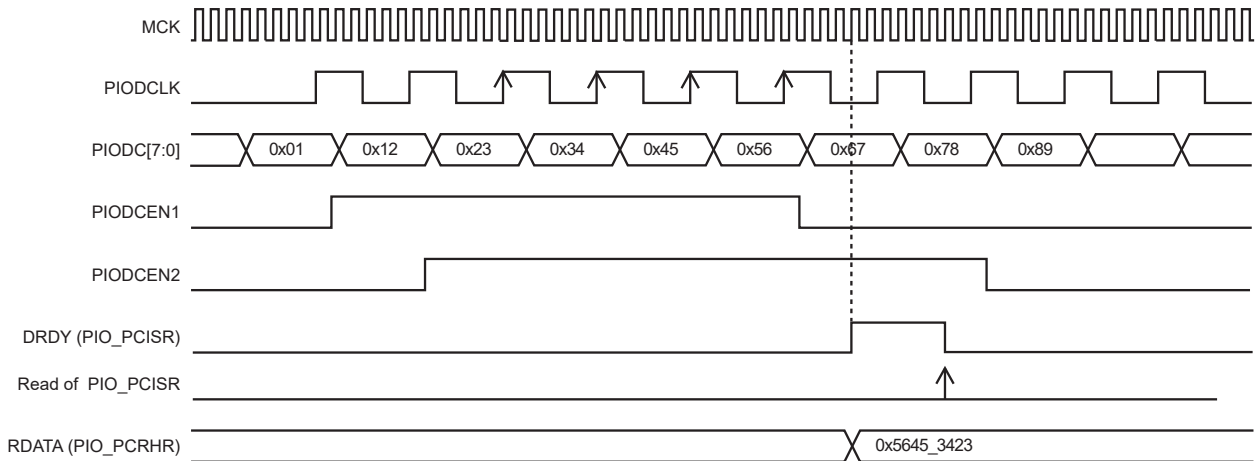 MCK
PIODCLK
PIODC[7:0] 0x01 0x12 0x23 0x34 0x45 0x56 0x67 0x78 0x89
PIODCEN1
PIODCEN2
DRDY (PIO_PCISR)
Read of PIO_PCISR
RDATA (PIO_PCRHR) 0x5645_3423